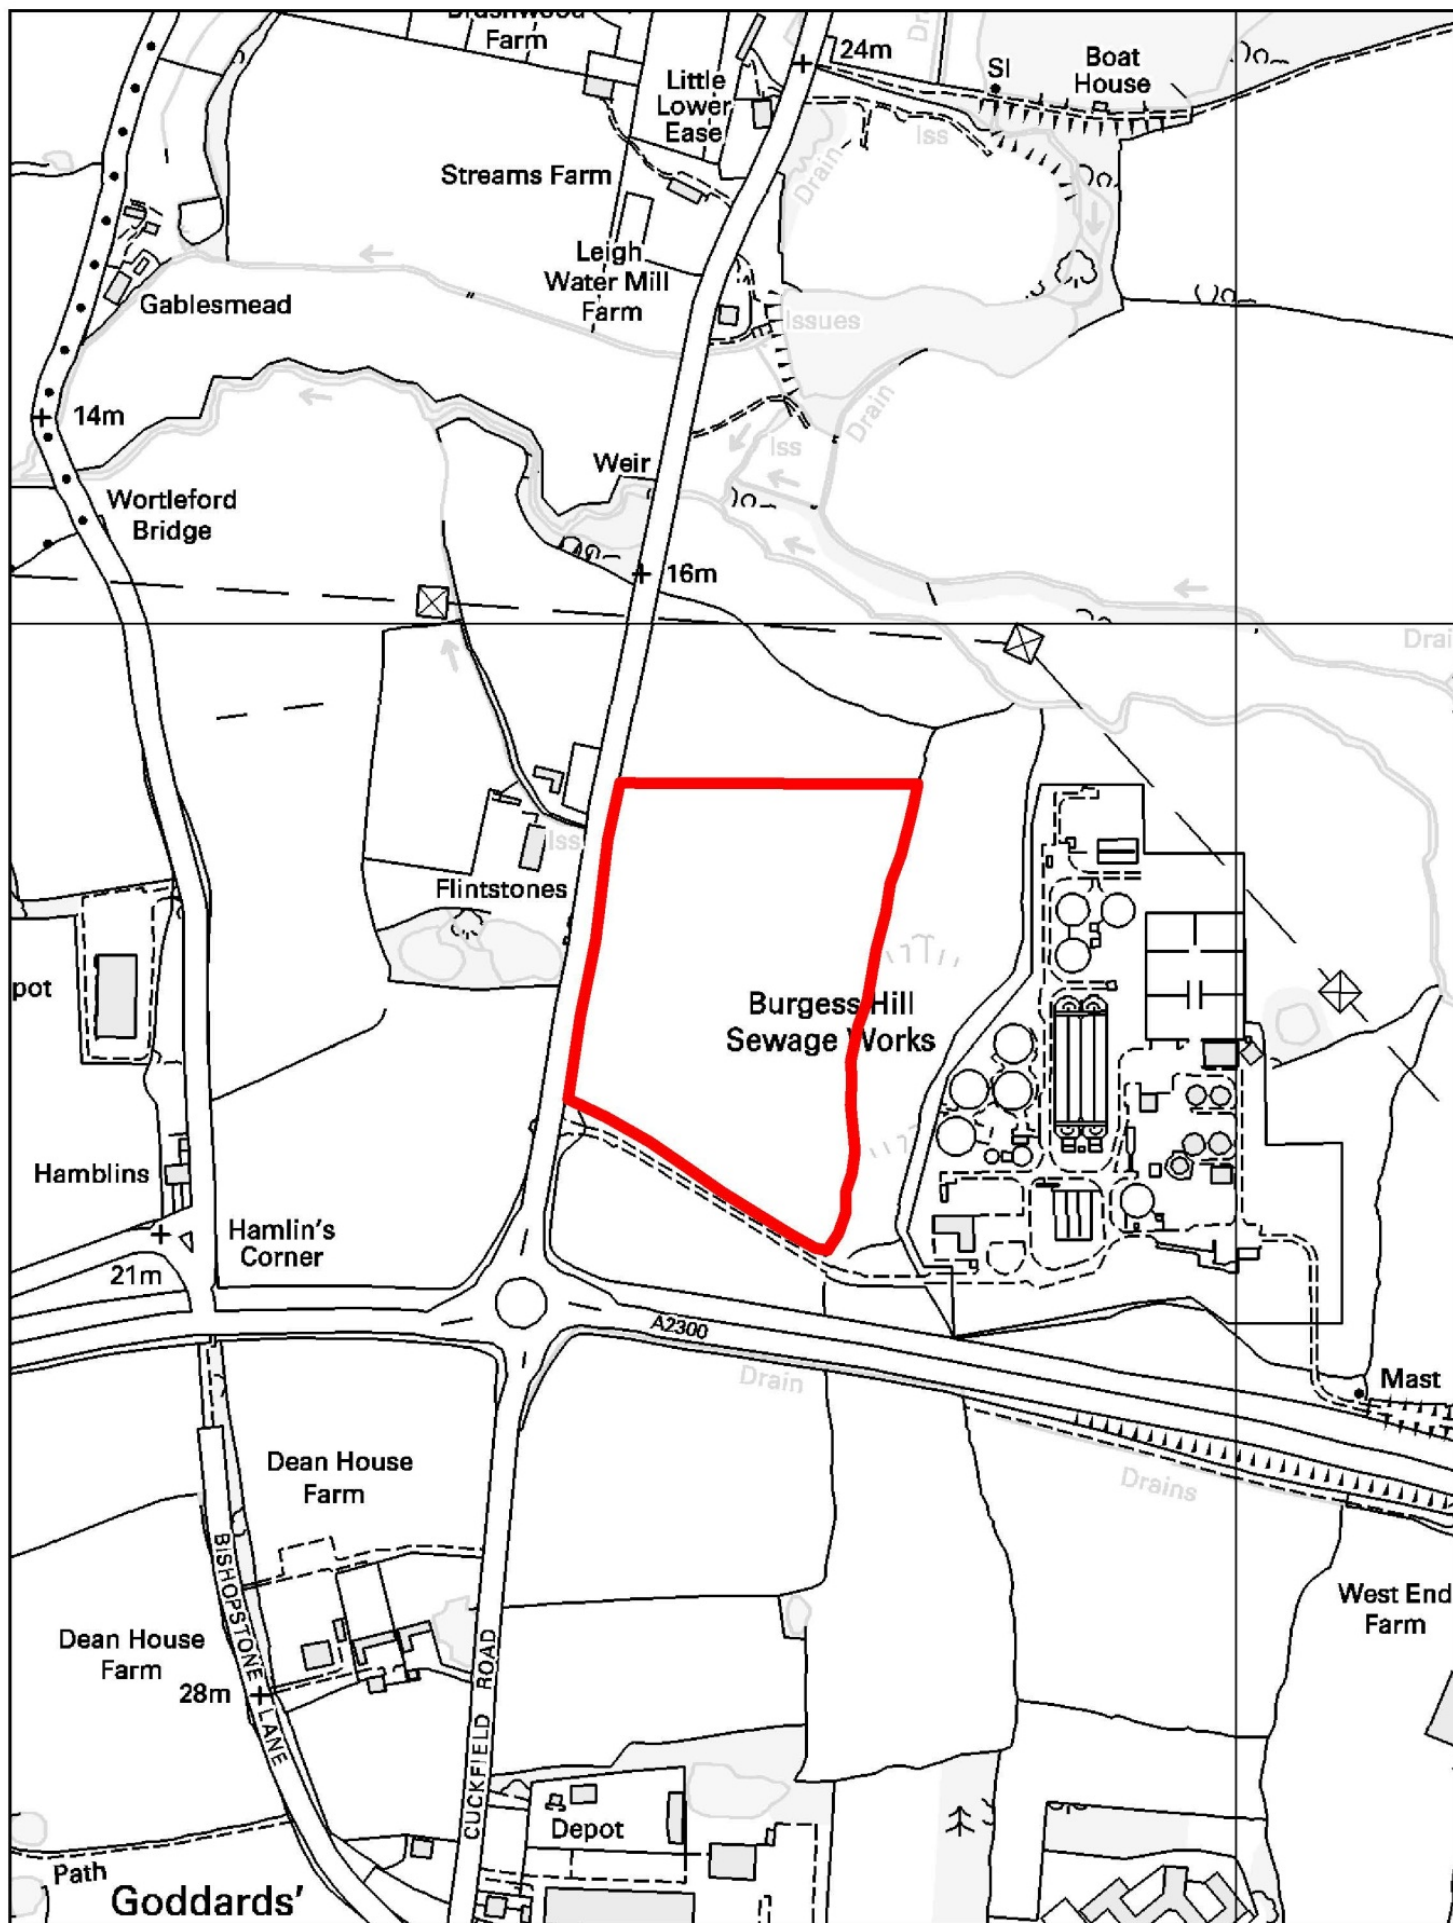 Farm
24m
SI
Boat
House
Little
Lower
Ease
Iss
Drain
Streams Farm
Leigh
Water Mill
Farm
Gablesmead
Issues
14m
Drain
Iss
Weir
Wortleford
Bridge
16m
Iss
Flintstones
Burgess Hill
Sewage Works
pot
Hamblins
Hamlin's
Corner
21m
A2300
Drain
Mast
Dean House
Farm
Drains
BISHOPSTONE LANE
West End
Farm
Dean House
Farm
28m
CUCKFIELD ROAD
Depot
Path
Goddards'